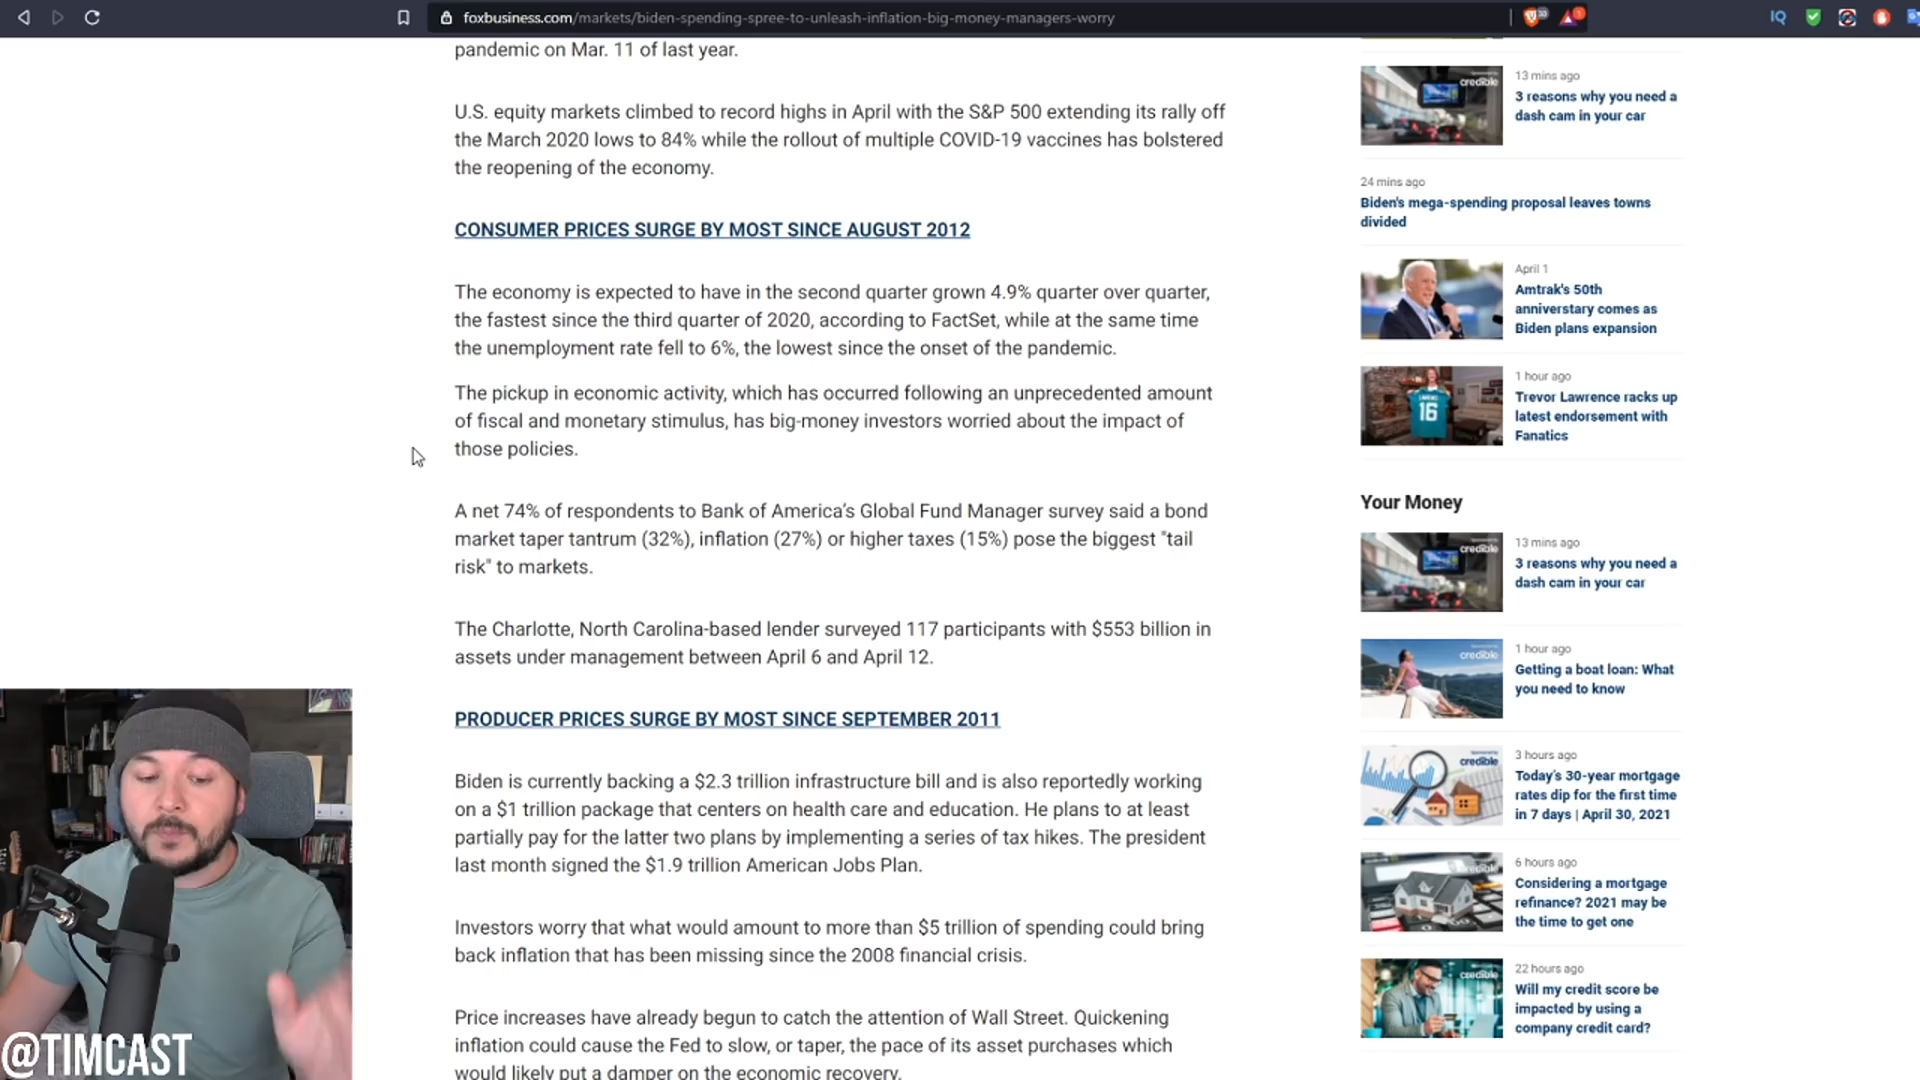 foxbusiness.com/markets/biden-spending-spree-to-unleash-inflation-big-money-managers-worry
IQ
pandemic on Mar. 11 of last year.
U.S. equity markets climbed to record highs in April with the S&P 500 extending its rally off
the March 2020 lows to 84% while the rollout of multiple COVID-19 vaccines has bolstered
the reopening of the economy.
CONSUMER PRICES SURGE BY MOST SINCE AUGUST 2012
The economy is expected to have in the second quarter grown 4.9% quarter over quarter,
the fastest since the third quarter of 2020, according to FactSet, while at the same time
the unemployment rate fell to 6%, the lowest since the onset of the pandemic.
The pickup in economic activity, which has occurred following an unprecedented amount
of fiscal and monetary stimulus, has big-money investors worried about the impact of
those policies.
A net 74% of respondents to Bank of America's Global Fund Manager survey said a bond
market taper tantrum (32%), inflation (27%) or higher taxes (15%) pose the biggest "tail
risk" to markets.
The Charlotte, North Carolina-based lender surveyed 117 participants with $553 billion in
assets under management between April 6 and April 12.
PRODUCER PRICES SURGE BY MOST SINCE SEPTEMBER 2011
Biden is currently backing a $2.3 trillion infrastructure bill and is also reportedly working
on a $1 trillion package that centers on health care and education. He plans to at least
partially pay for the latter two plans by implementing a series of tax hikes. The president
last month signed the $1.9 trillion American Jobs Plan.
Investors worry that what would amount to more than $5 trillion of spending could bring
back inflation that has been missing since the 2008 financial crisis.
Price increases have already begun to catch the attention of Wall Street. Quickening
inflation could cause the Fed to slow, or taper, the pace of its asset purchases which
would likely put a damper on the economic recovery.
credible
13 mins ago
3 reasons why you need a
dash cam in your car
24 mins ago
Biden's mega-spending proposal leaves towns
divided
April 1
Amtrak's 50th
anniverstary comes as
Biden plans expansion
16
1 hour ago
Trevor Lawrence racks up
latest endorsement with
Fanatics
Your Money
credible
13 mins ago
3 reasons why you need a
dash cam in your car
credible
1 hour ago
Getting a boat loan: What
you need to know
credible
3 hours ago
Today's 30-year mortgage
rates dip for the first time
in 7 days | April 30, 2021
credible
6 hours ago
Considering a mortgage
refinance? 2021 may be
the time to get one
credible
22 hours ago
Will my credit score be
impacted by using a
company credit card?
@TIMCAST